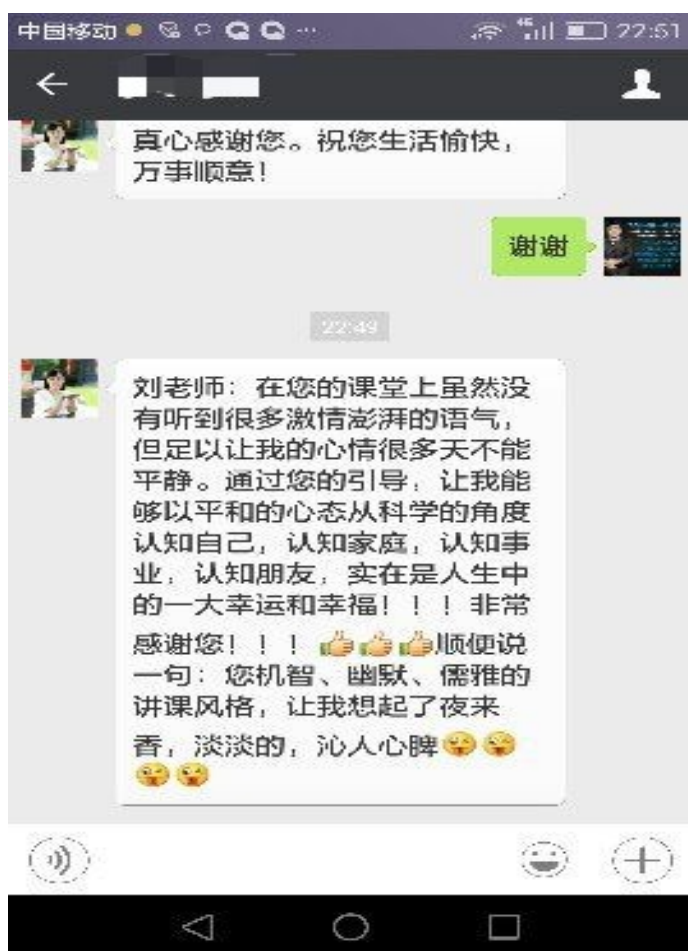 中国移动 ... 4G 22:51
真心感谢您。祝您生活愉快，
万事顺意！
谢谢
22:49
刘老师：在您的课堂上虽然没
有听到很多激情澎湃的语气，
但足以让我的心情很多天不能
平静。通过您的引导，让我能
够以平和的心态从科学的角度
认知自己，认知家庭，认知事
业，认知朋友，实在是人生中
的一大幸运和幸福！！！非常
感谢您！！！👍👍👍顺便说
一句：您机智、幽默、儒雅的
讲课风格，让我想起了夜来
香，淡淡的，沁人心脾😜😜
😜😜